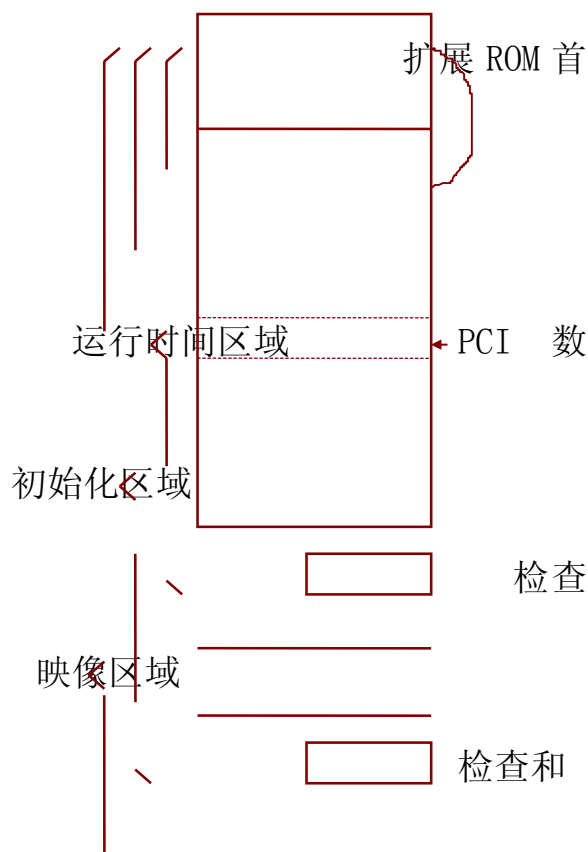 扩展 ROM 首
运行时间区域
PCI 数
初始化区域
检查
映像区域
检查和